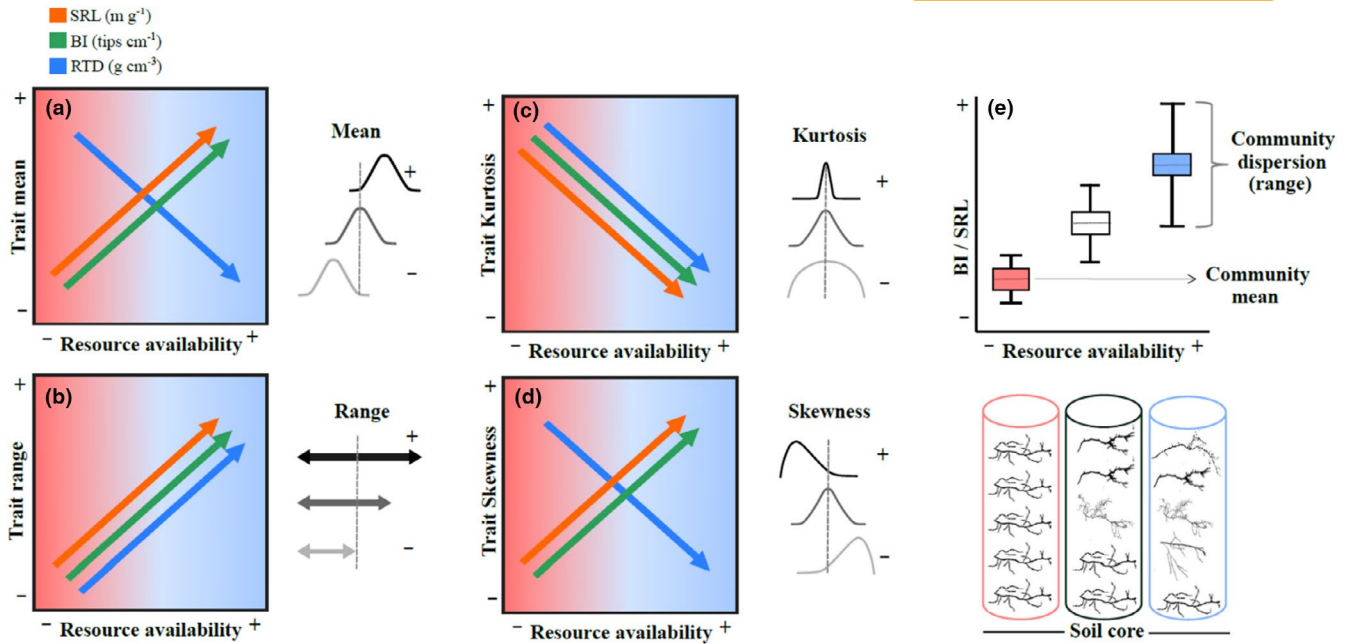 SRL (m g⁻¹)
BI (tips cm⁻¹)
RTD (g cm⁻³)
(a)
+
Trait mean
−
− Resource availability +
Mean
+
−
(b)
+
Trait range
−
− Resource availability +
Range
+
−
(c)
+
Trait Kurtosis
−
− Resource availability +
Kurtosis
+
−
(d)
+
Trait Skewness
−
− Resource availability +
Skewness
+
−
(e)
+
BI / SRL
−
− Resource availability +
Community
dispersion
(range)
Community
mean
Soil core